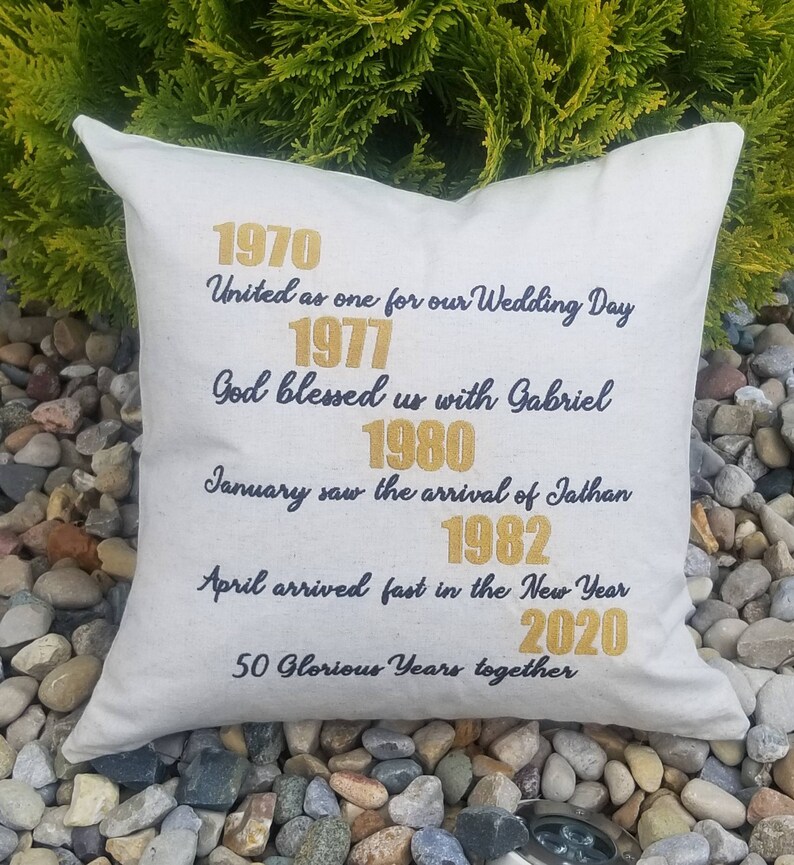 1970
United as one for our Wedding Day
1977
God blessed us with Gabriel
1980
January saw the arrival of Jathan
1982
April arrived fast in the New Year
2020
50 Glorious Years together